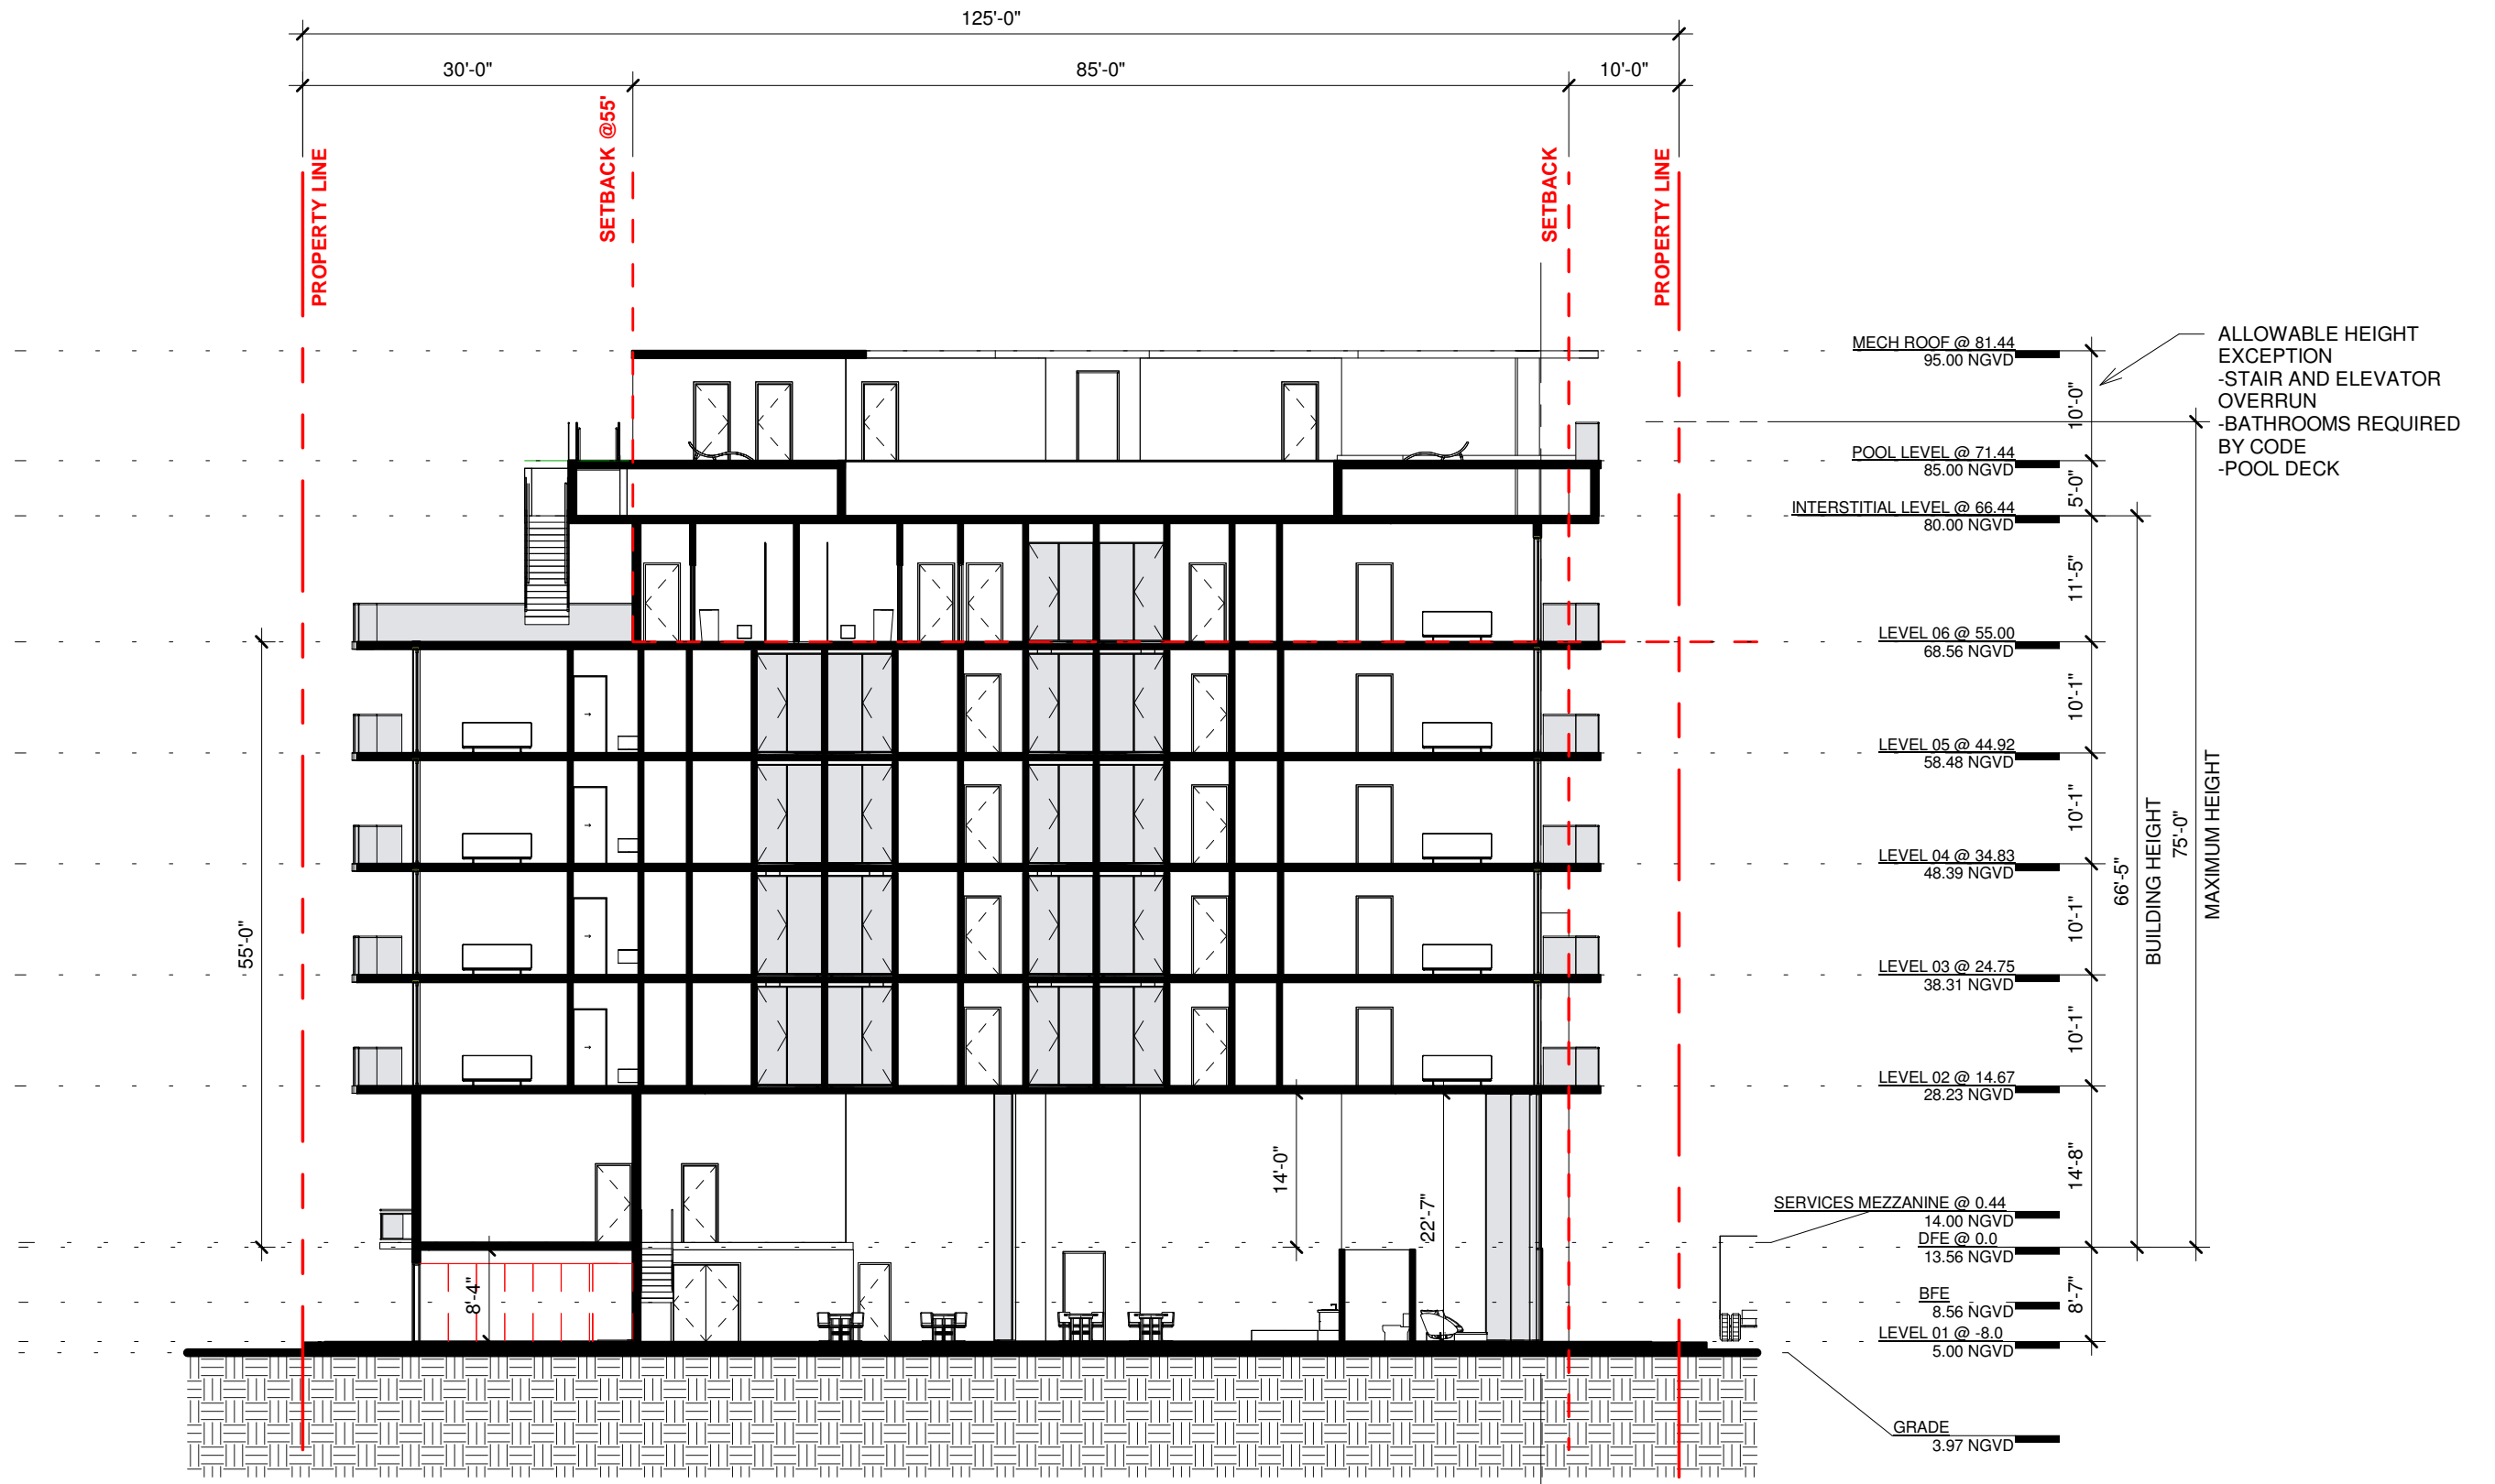 125'-0"
30'-0"
85'-0"
10'-0"
PROPERTY LINE
SETBACK @55'
SETBACK
PROPERTY LINE
MECH ROOF @ 81.44
95.00 NGVD
ALLOWABLE HEIGHT
EXCEPTION
-STAIR AND ELEVATOR
OVERRUN
-BATHROOMS REQUIRED
BY CODE
-POOL DECK
10'-0"
POOL LEVEL @ 71.44
85.00 NGVD
5'-0"
INTERSTITIAL LEVEL @ 66.44
80.00 NGVD
11'-5"
LEVEL 06 @ 55.00
68.56 NGVD
10'-1"
LEVEL 05 @ 44.92
58.48 NGVD
10'-1"
LEVEL 04 @ 34.83
48.39 NGVD
10'-1"
LEVEL 03 @ 24.75
38.31 NGVD
10'-1"
LEVEL 02 @ 14.67
28.23 NGVD
66'-5"
BUILDING HEIGHT
75'-0"
MAXIMUM HEIGHT
55'-0"
14'-0"
22'-7"
14'-8"
SERVICES MEZZANINE @ 0.44
14.00 NGVD
DFE @ 0.0
13.56 NGVD
8'-4"
8'-7"
BFE
8.56 NGVD
LEVEL 01 @ -8.0
5.00 NGVD
GRADE
3.97 NGVD